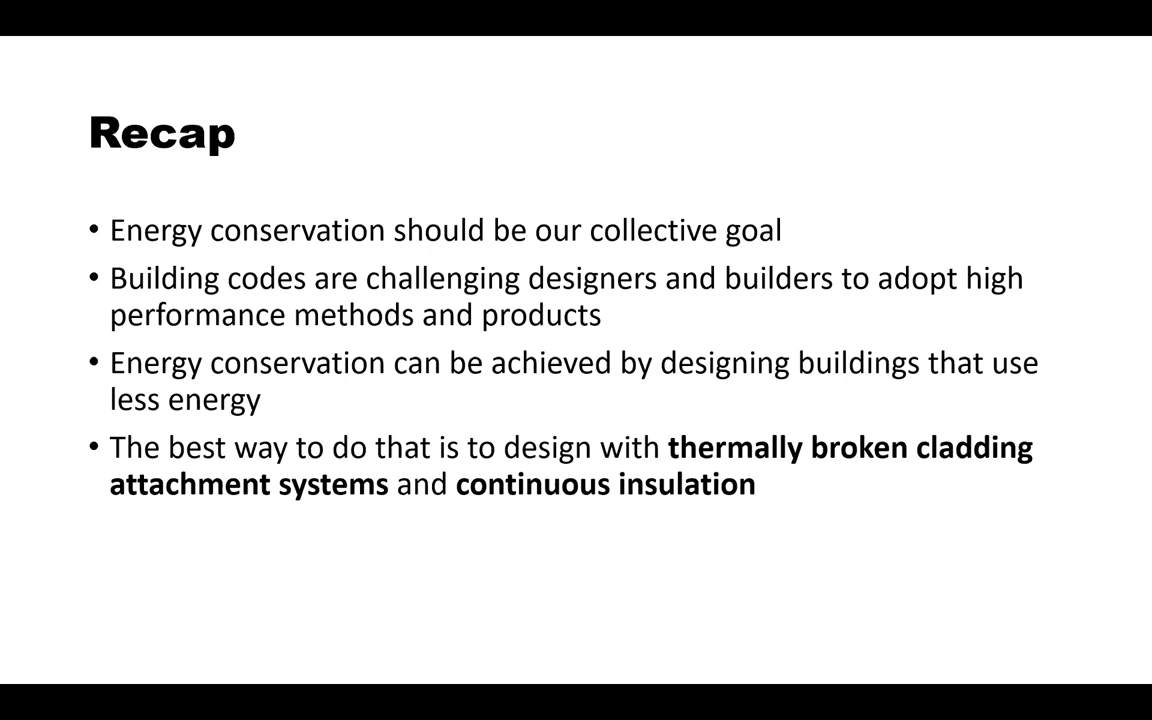 Recap
• Energy conservation should be our collective goal
• Building codes are challenging designers and builders to adopt high
performance methods and products
• Energy conservation can be achieved by designing buildings that use
less energy
• The best way to do that is to design with thermally broken cladding
attachment systems and continuous insulation